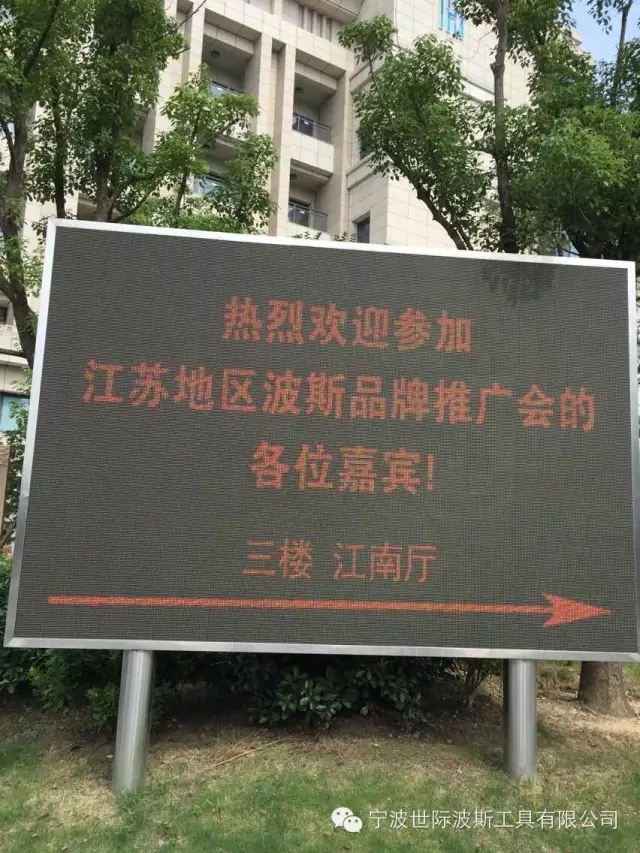 热烈欢迎参加
江苏地区波斯品牌推广会的
各位嘉宾!
三楼 江南厅
宁波世际波斯工具有限公司